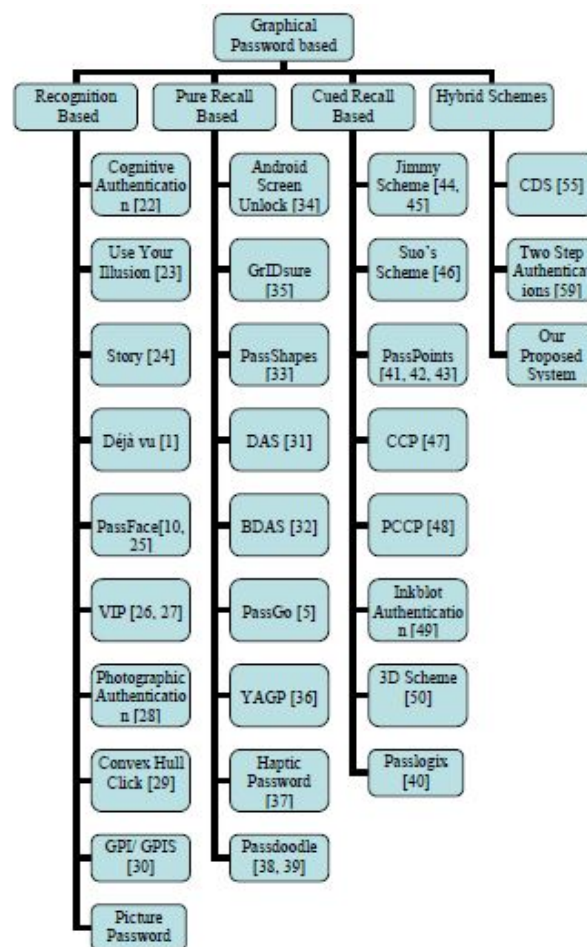 Graphical
Password based
Recognition
Based
Pure Recall
Based
Cued Recall
Based
Hybrid Schemes
Cognitive
Authenticatio
n [22]
Use Your
Illusion [23]
Story [24]
Déjà vu [1]
PassFace[10,
25]
VIP [26, 27]
Photographic
Authenticatio
n [28]
Convex Hull
Click [29]
GPI/ GPIS
[30]
Picture
Password
Android
Screen
Unlock [34]
GrIDsure
[35]
PassShapes
[33]
DAS [31]
BDAS [32]
PassGo [5]
YAGP [36]
Haptic
Password
[37]
Passdoodle
[38, 39]
Jimmy
Scheme [44,
45]
Suo's
Scheme [46]
PassPoints
[41, 42, 43]
CCP [47]
PCCP [48]
Inkblot
Authenticatio
n [49]
3D Scheme
[50]
Passlogix
[40]
CDS [55]
Two Step
Authenticat
ions [59]
Our
Proposed
System